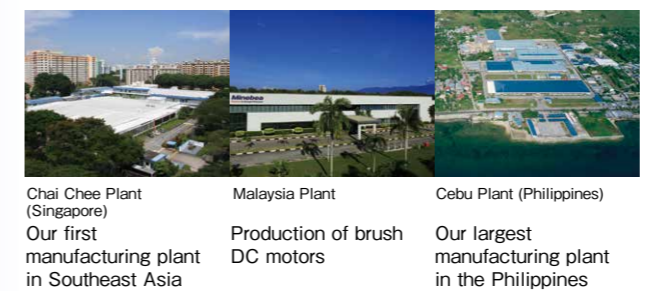 Minebea
Chai Chee Plant
(Singapore)
Our first
manufacturing plant
in Southeast Asia
Malaysia Plant
Production of brush
DC motors
Cebu Plant (Philippines)
Our largest
manufacturing plant
in the Philippines